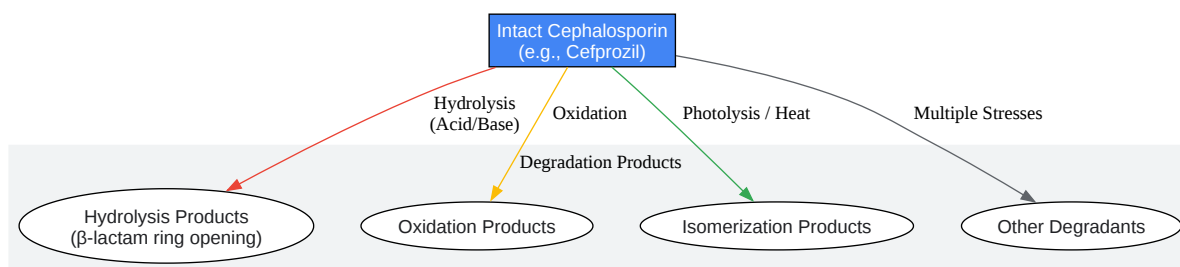 Intact Cephalosporin
(e.g., Cefprozil)
Hydrolysis
(Acid/Base)
Oxidation
Photolysis / Heat
Multiple Stresses
Degradation Products
Hydrolysis Products
(β-lactam ring opening)
Oxidation Products
Isomerization Products
Other Degradants